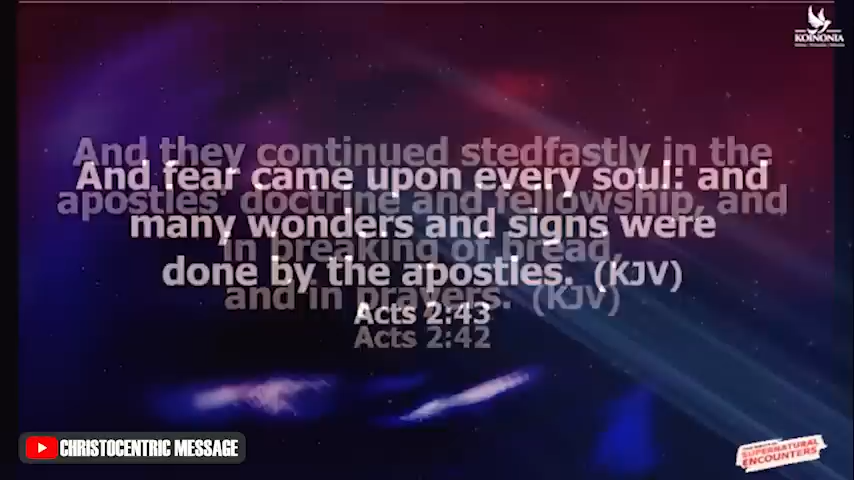 KOINONIA
And they continued stedfastly in the
apostles' doctrine and fellowship, and
in breaking of bread,
and in prayers. (KJV)
Acts 2:42
And fear came upon every soul: and
many wonders and signs were
done by the apostles. (KJV)
Acts 2:43
CHRISTOCENTRIC MESSAGE
SUPERNATURAL
ENCOUNTERS